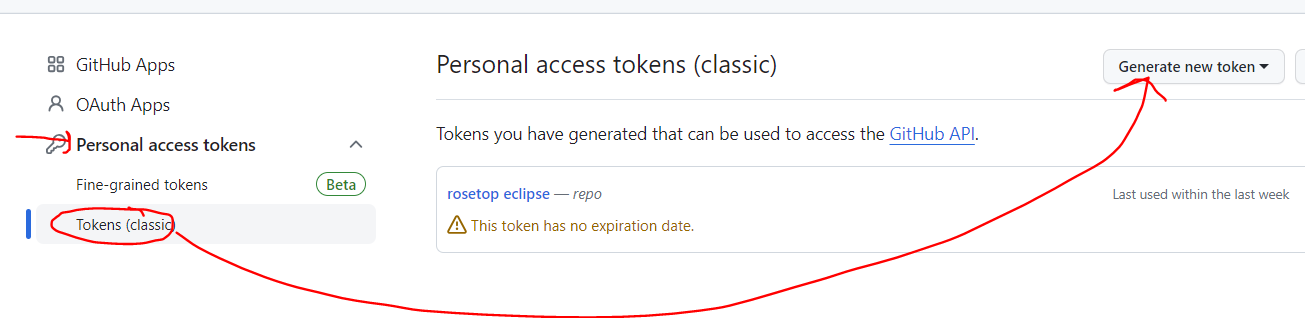 GitHub Apps
OAuth Apps
Personal access tokens
Fine-grained tokens Beta
Tokens (classic)
Personal access tokens (classic)
Generate new token
Tokens you have generated that can be used to access the GitHub API.
rosetop eclipse — repo
Last used within the last week
This token has no expiration date.